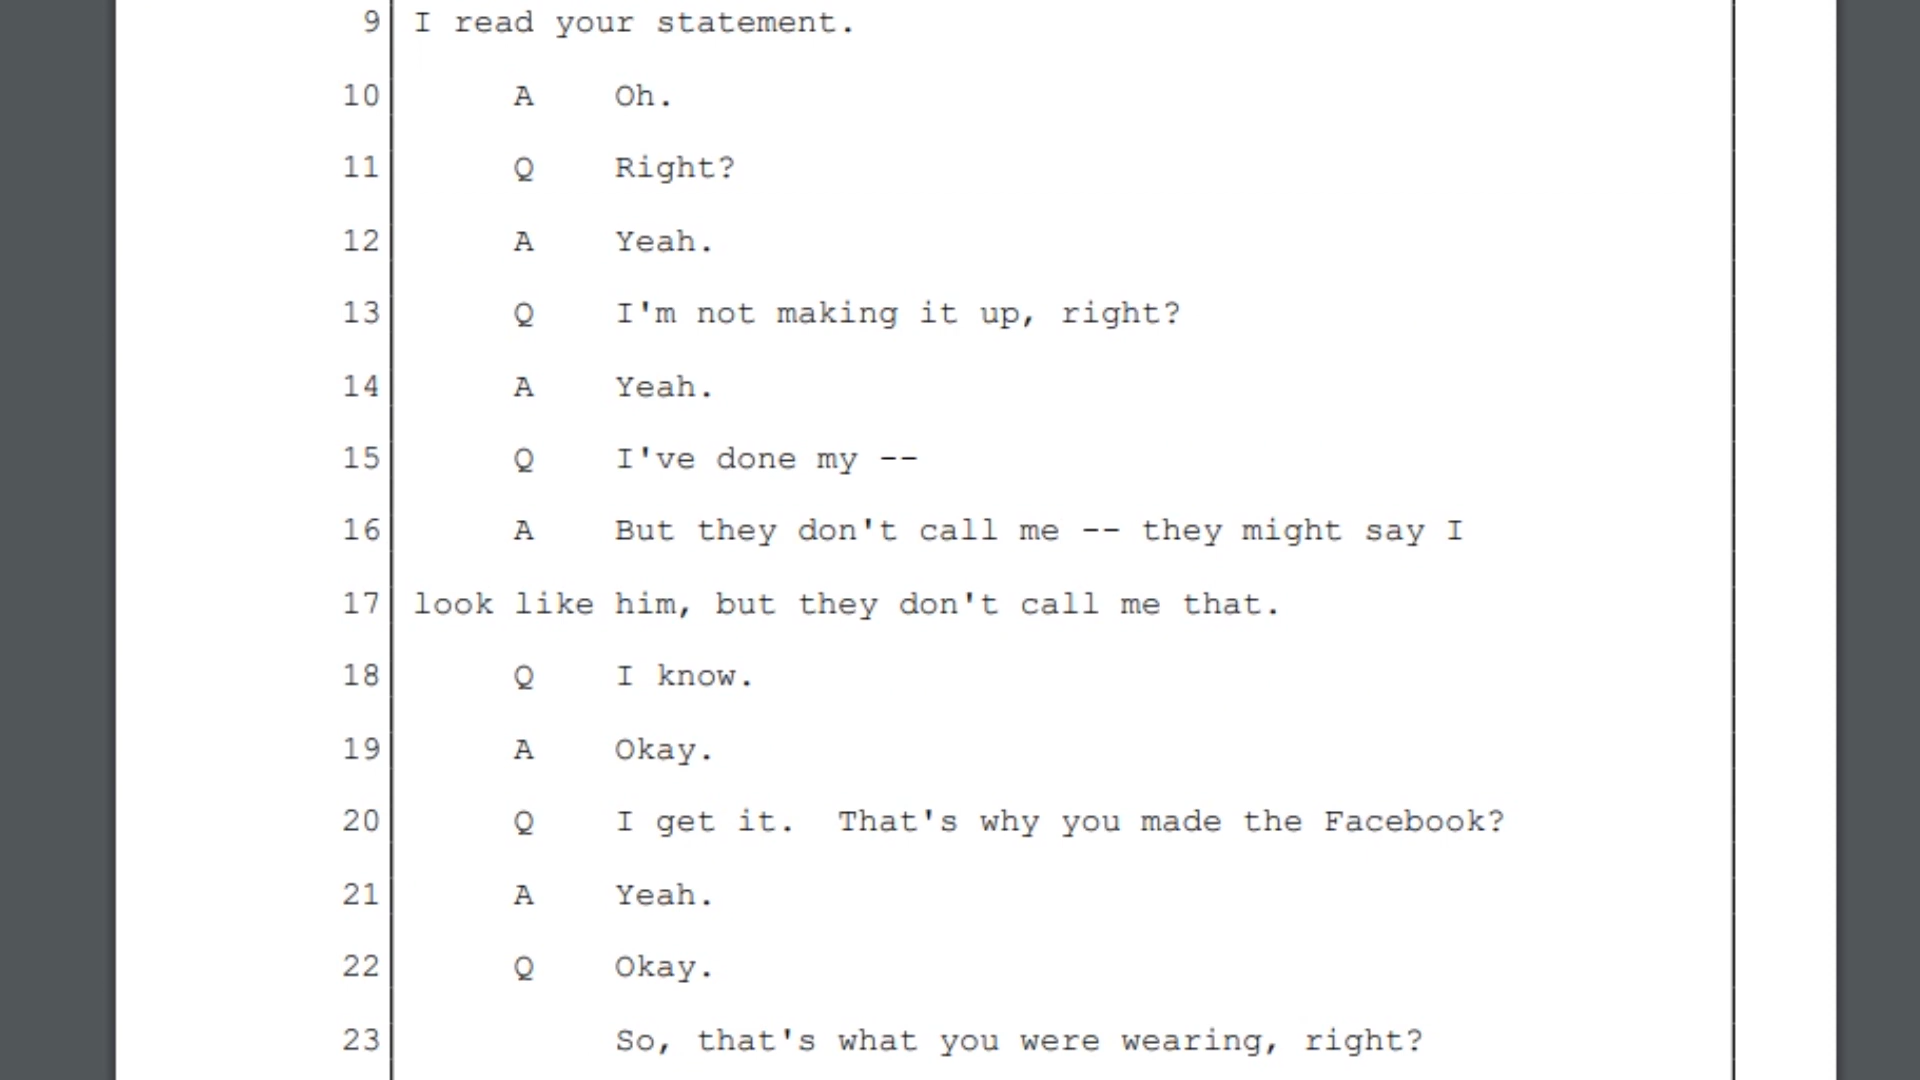 9 I read your statement.
10 A Oh.
11 Q Right?
12 A Yeah.
13 Q I'm not making it up, right?
14 A Yeah.
15 Q I've done my --
16 A But they don't call me -- they might say I
17 look like him, but they don't call me that.
18 Q I know.
19 A Okay.
20 Q I get it.  That's why you made the Facebook?
21 A Yeah.
22 Q Okay.
23 So, that's what you were wearing, right?